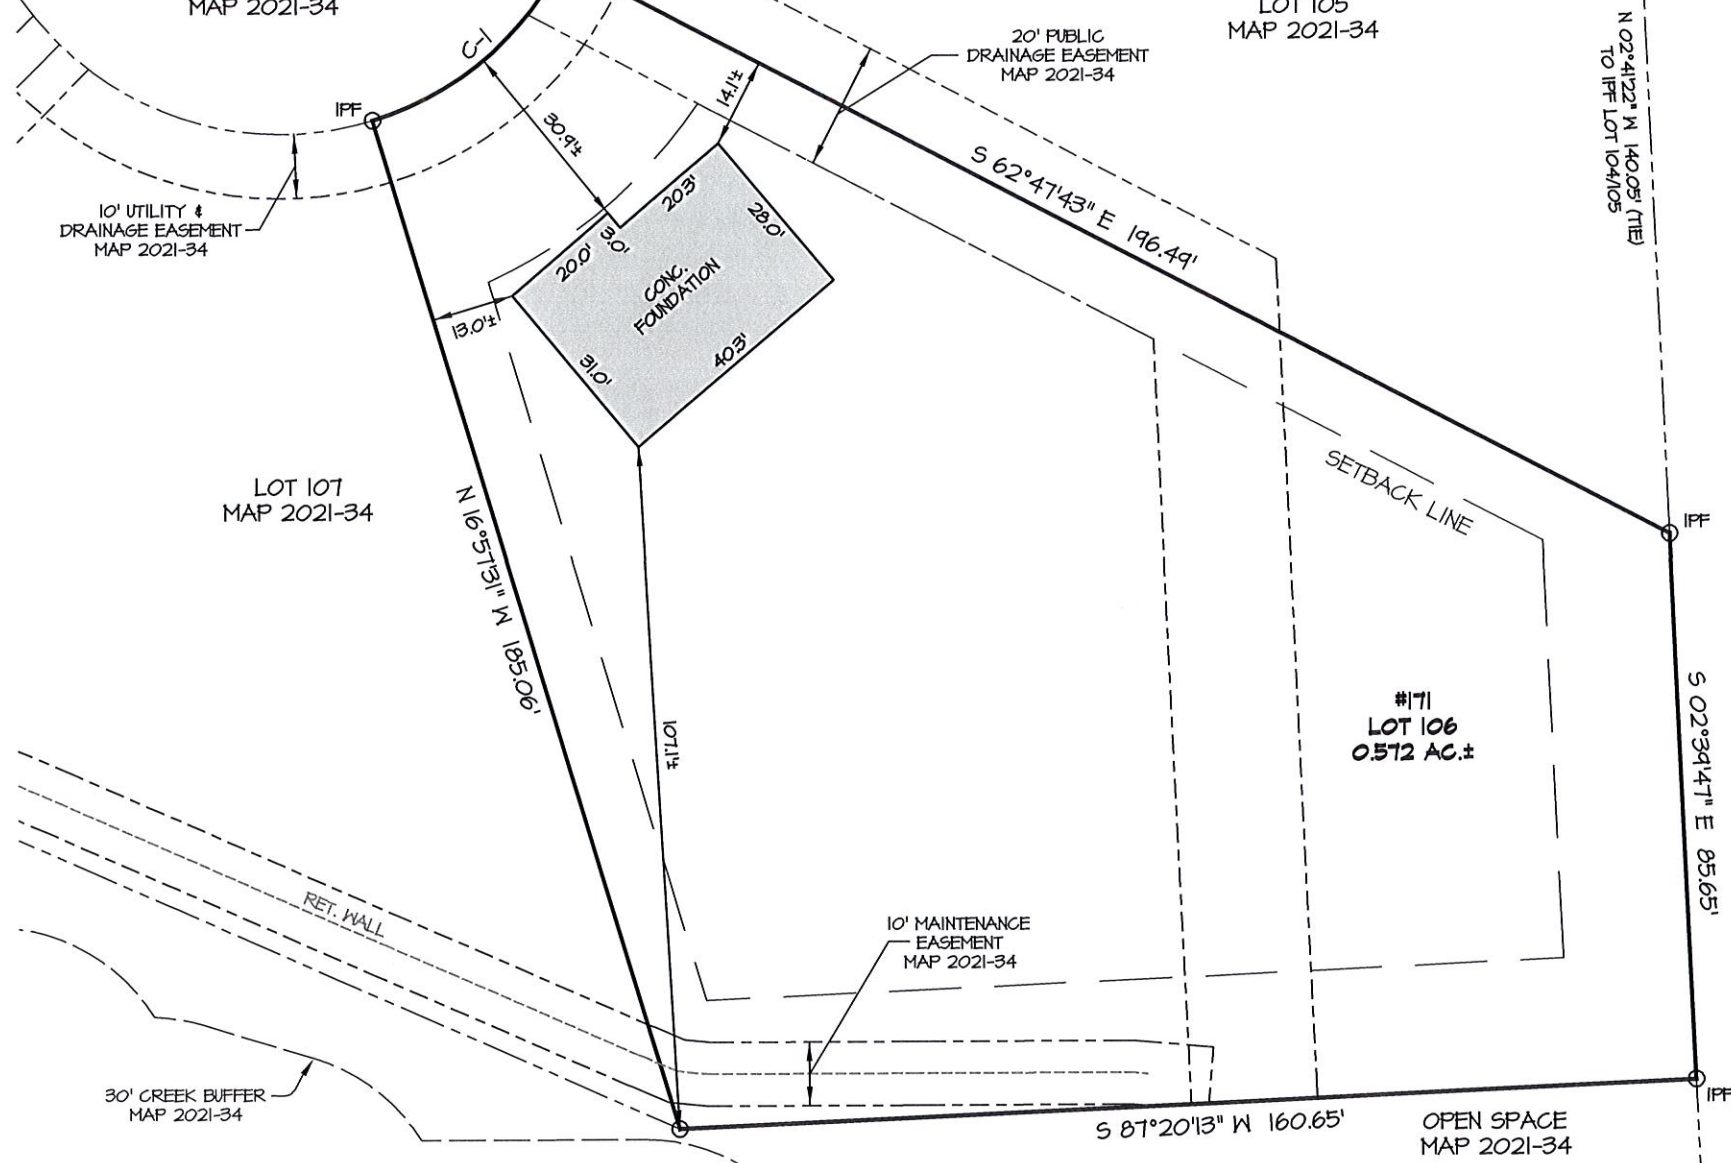 MAP 2021-34
LOT 105
MAP 2021-34
20' PUBLIC
DRAINAGE EASEMENT
MAP 2021-34
N 02°41'22" W 140.05' (TIE)
TO IPF LOT 104/105
C-1
IPF
30.9'±
14.1'±
10' UTILITY &
DRAINAGE EASEMENT
MAP 2021-34
S 62°47'43" E 196.49'
20.3'
28.0'
3.0'
20.0'
CONC.
FOUNDATION
13.0'±
31.0'
40.3'
LOT 107
MAP 2021-34
SETBACK LINE
IPF
N 16°57'31" W 185.06'
107.1'±
#171
LOT 106
0.572 AC.±
S 02°39'47" E 85.65'
RET. WALL
10' MAINTENANCE
EASEMENT
MAP 2021-34
30' CREEK BUFFER
MAP 2021-34
S 87°20'13" W 160.65'
OPEN SPACE
MAP 2021-34
IPF